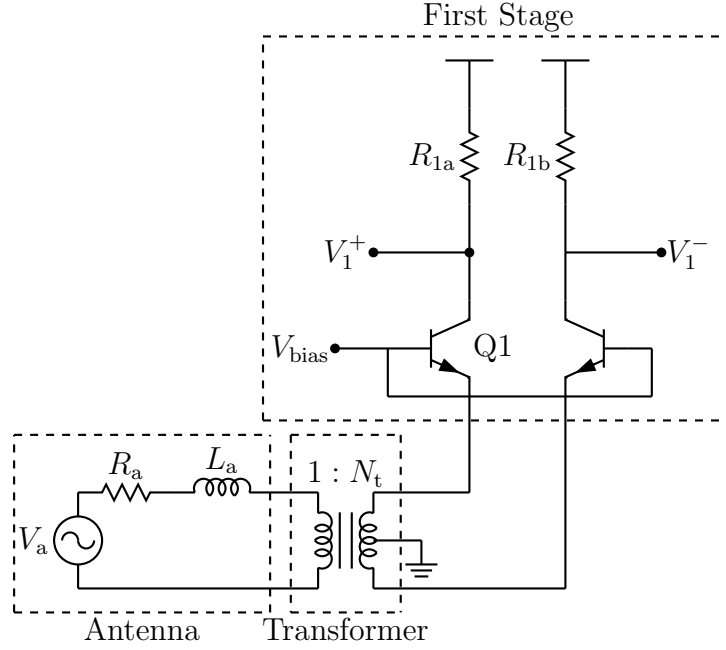 First Stage
R1a
R1b
V1+
V1−
Vbias
Q1
Ra
La
1 : Nt
Va
Antenna
Transformer